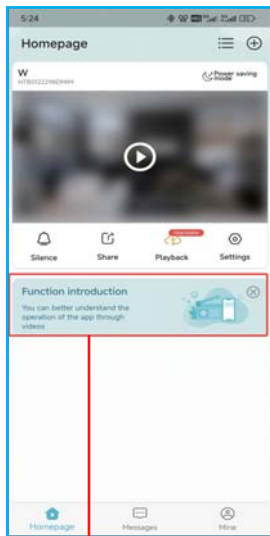 5:24
Homepage
W
Power saving
mode
Silence
Share
Playback
Settings
Function introduction
You can better understand the
operation of the app through
videos
Homepage
Messages
Mine